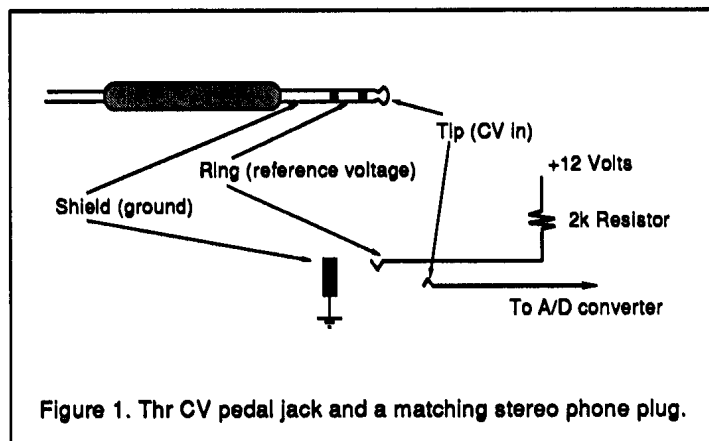 Tip (CV in)
Ring (reference voltage)
+12 Volts
Shield (ground)
2k Resistor
To A/D converter
Figure 1. Thr CV pedal jack and a matching stereo phone plug.